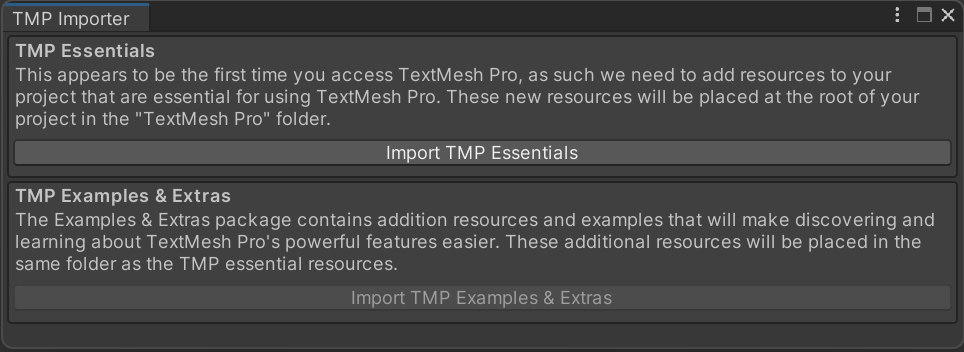 TMP Importer
TMP Essentials
This appears to be the first time you access TextMesh Pro, as such we need to add resources to your
project that are essential for using TextMesh Pro. These new resources will be placed at the root of your
project in the "TextMesh Pro" folder.
Import TMP Essentials
TMP Examples & Extras
The Examples & Extras package contains addition resources and examples that will make discovering and
learning about TextMesh Pro's powerful features easier. These additional resources will be placed in the
same folder as the TMP essential resources.
Import TMP Examples & Extras